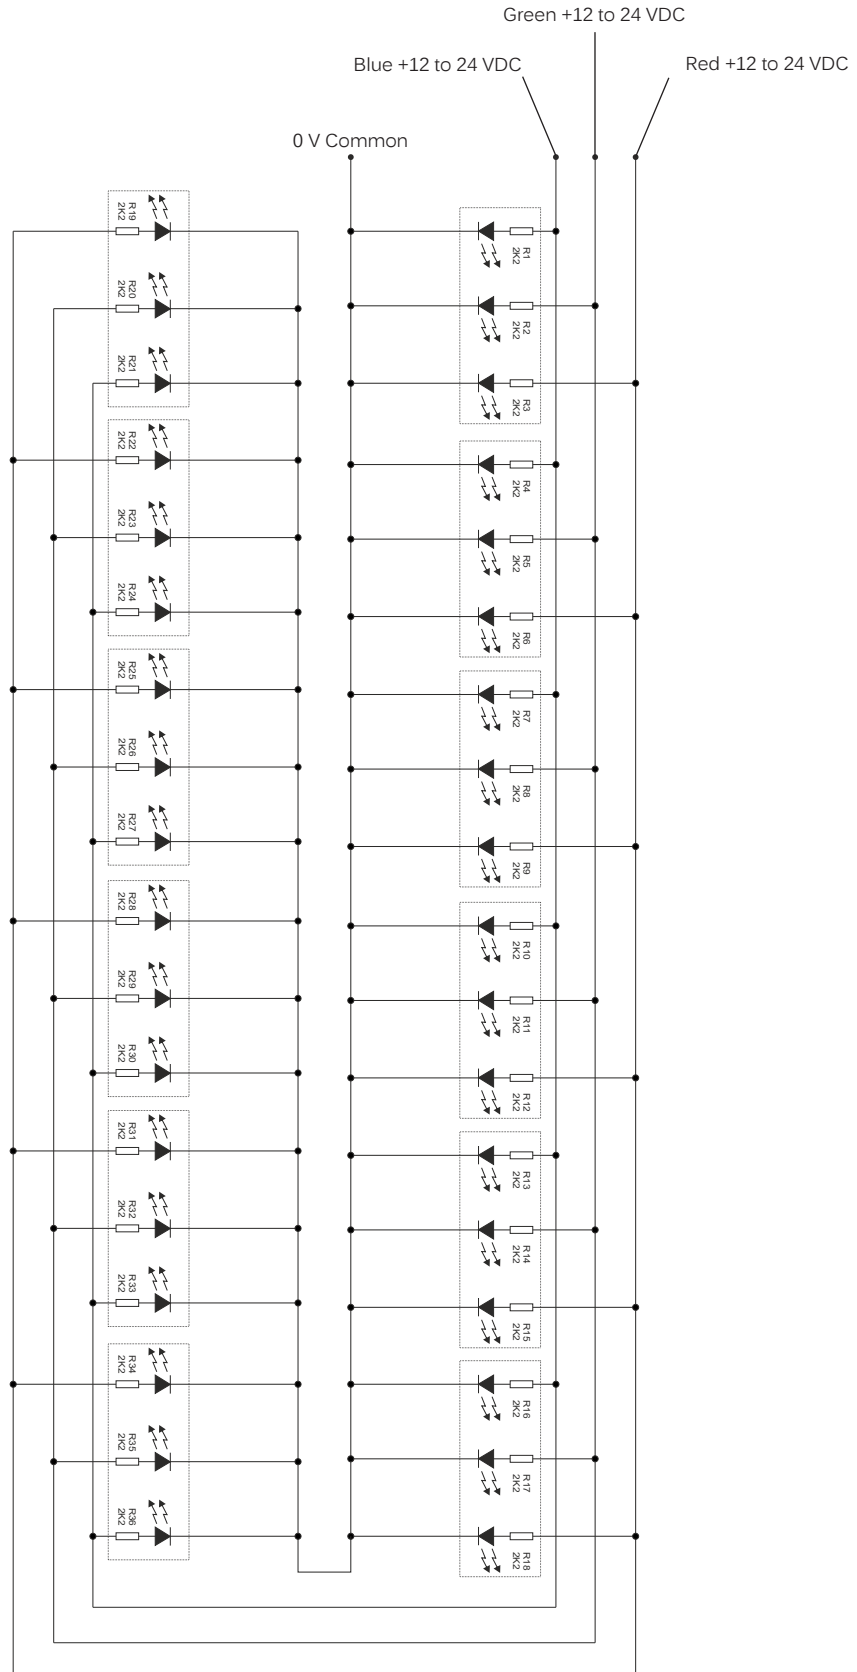 Green +12 to 24 VDC
Blue +12 to 24 VDC
Red +12 to 24 VDC
0 V Common
R19
2K2
R20
2K2
R21
2K2
R22
2K2
R23
2K2
R24
2K2
R25
2K2
R26
2K2
R27
2K2
R28
2K2
R29
2K2
R30
2K2
R31
2K2
R32
2K2
R33
2K2
R34
2K2
R35
2K2
R36
2K2
R1
2K2
R2
2K2
R3
2K2
R4
2K2
R5
2K2
R6
2K2
R7
2K2
R8
2K2
R9
2K2
R10
2K2
R11
2K2
R12
2K2
R13
2K2
R14
2K2
R15
2K2
R16
2K2
R17
2K2
R18
2K2